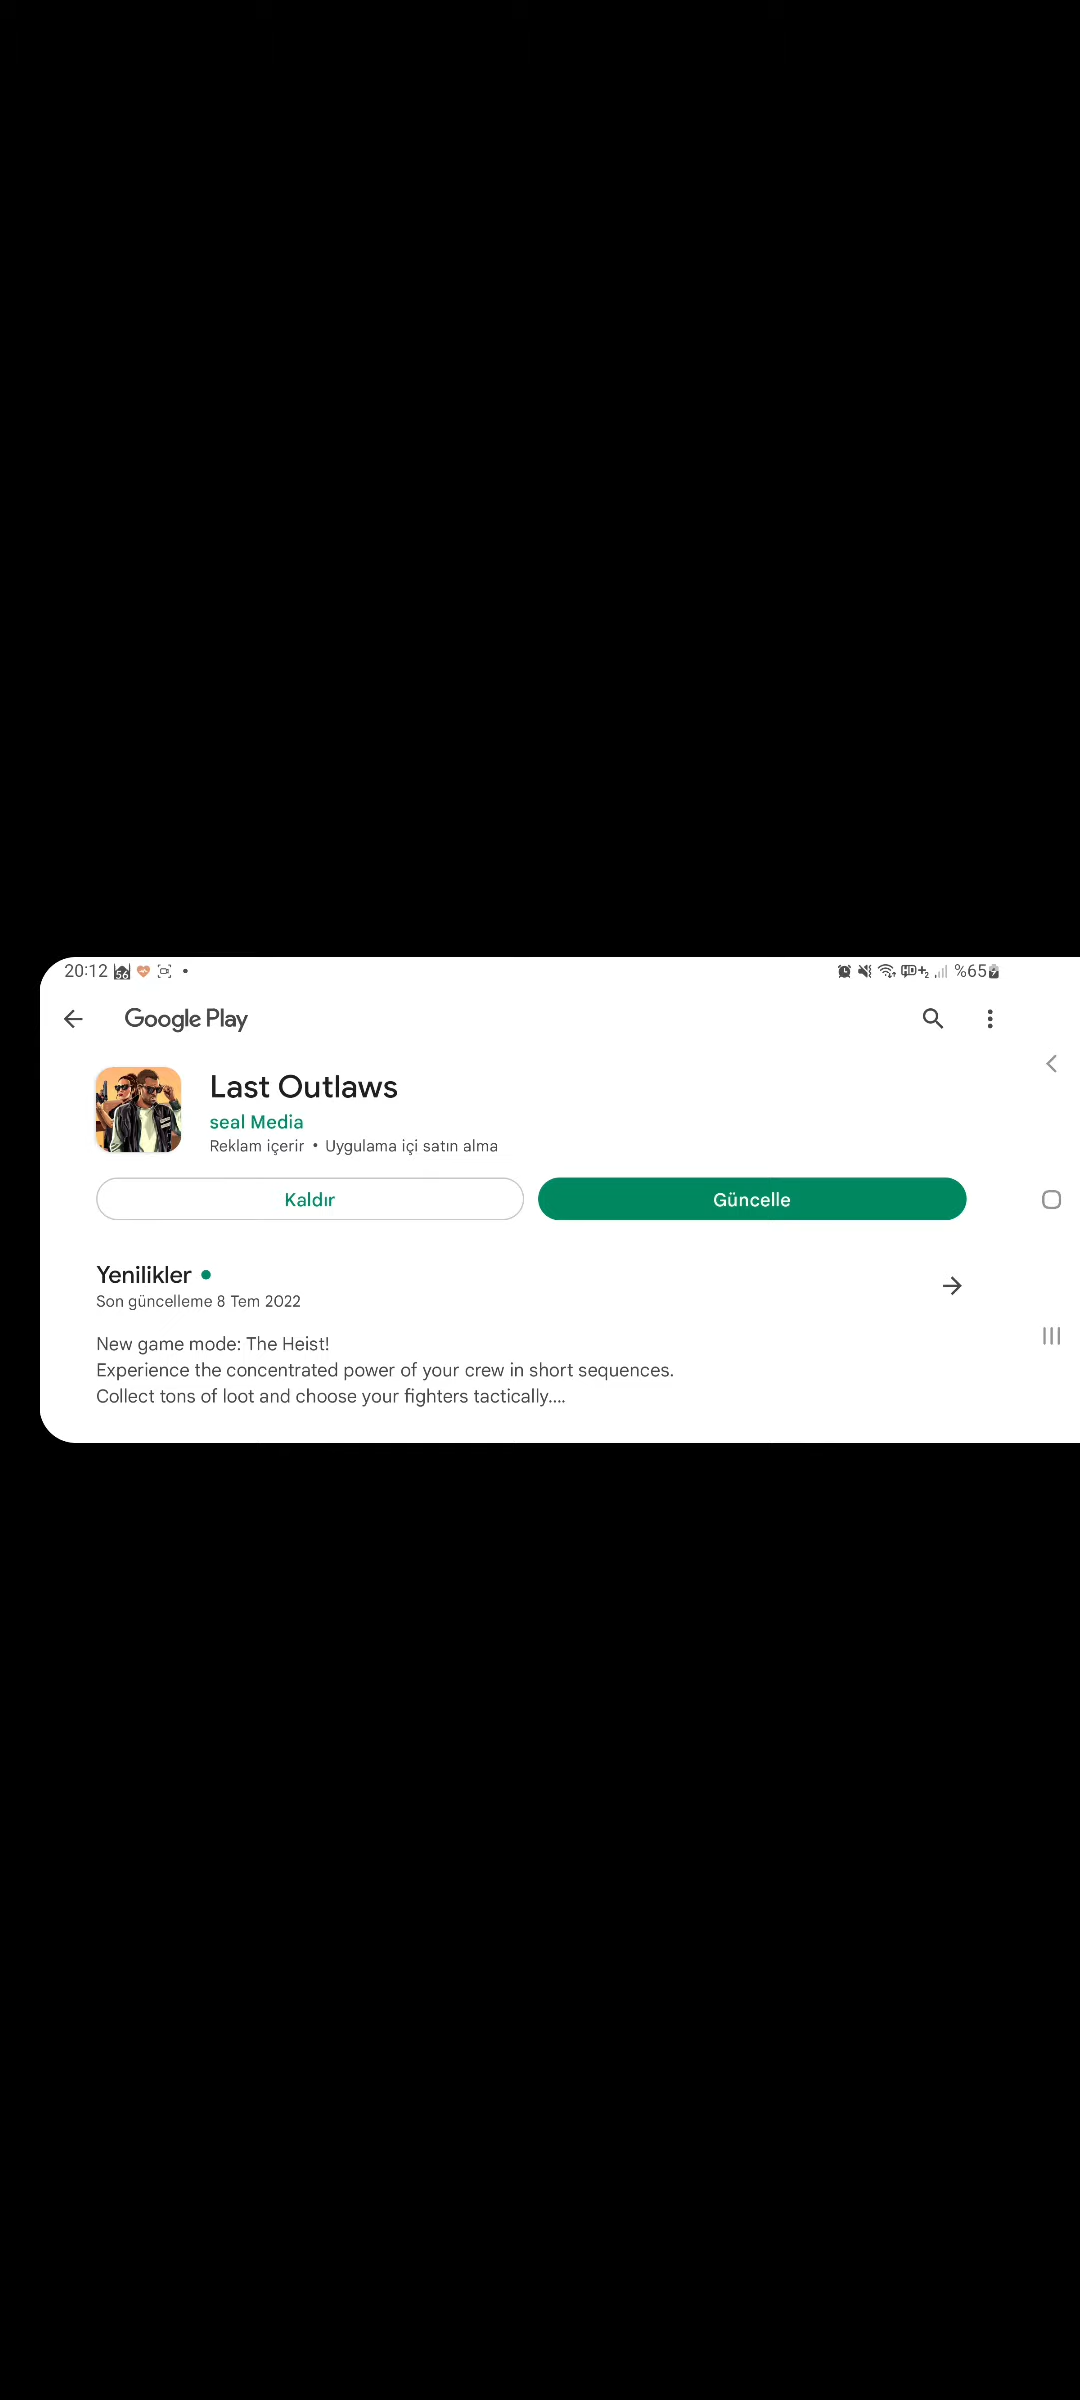 20:12 %65
Google Play
Last Outlaws
seal Media
Reklam içerir • Uygulama içi satın alma
Kaldır Güncelle
Yenilikler
Son güncelleme 8 Tem 2022
New game mode: The Heist!
Experience the concentrated power of your crew in short sequences.
Collect tons of loot and choose your fighters tactically....